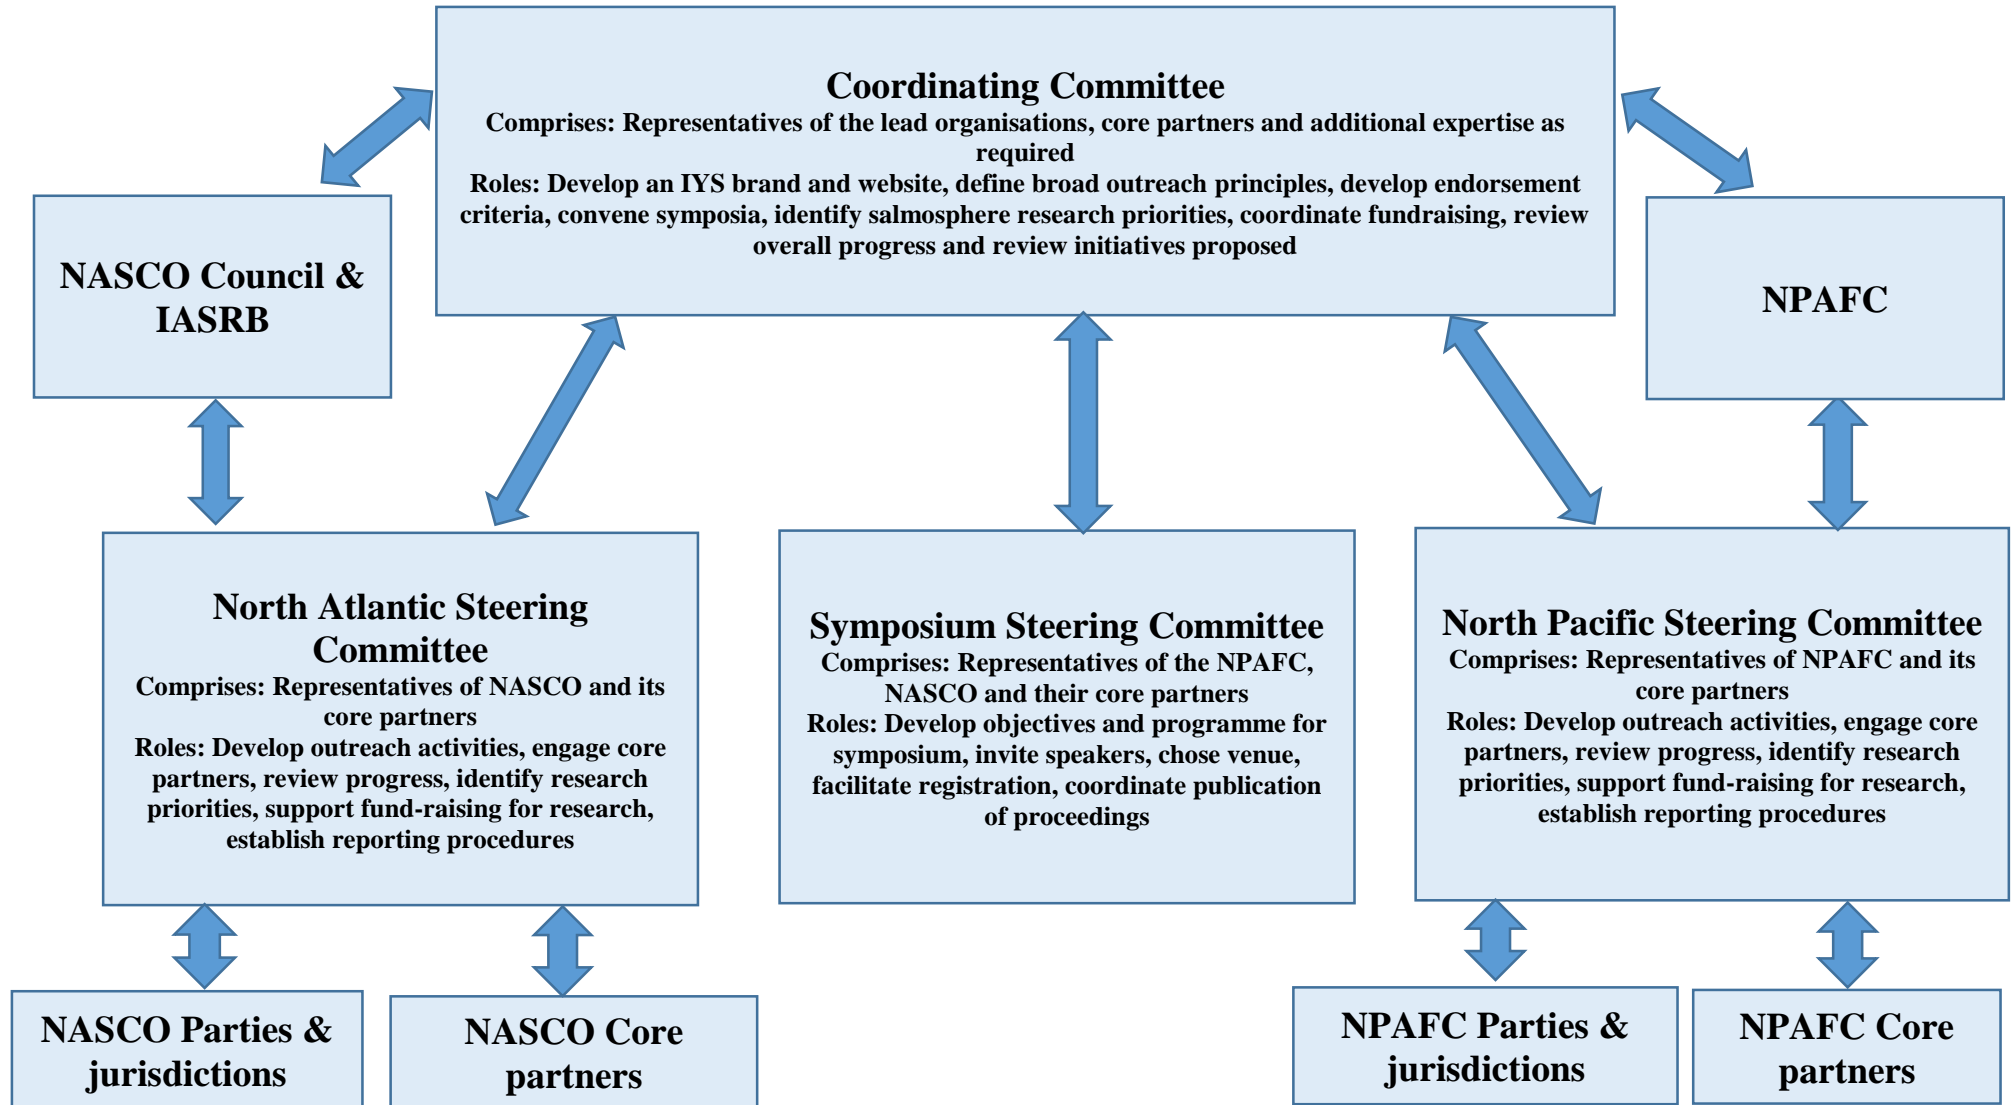 Coordinating Committee
Comprises: Representatives of the lead organisations, core partners and additional expertise as
required
Roles: Develop an IYS brand and website, define broad outreach principles, develop endorsement
criteria, convene symposia, identify salmosphere research priorities, coordinate fundraising, review
overall progress and review initiatives proposed
NASCO Council &
IASRB
NPAFC
North Atlantic Steering
Committee
Comprises: Representatives of NASCO and its
core partners
Roles: Develop outreach activities, engage core
partners, review progress, identify research
priorities, support fund-raising for research,
establish reporting procedures
Symposium Steering Committee
Comprises: Representatives of the NPAFC,
NASCO and their core partners
Roles: Develop objectives and programme for
symposium, invite speakers, chose venue,
facilitate registration, coordinate publication
of proceedings
North Pacific Steering Committee
Comprises: Representatives of NPAFC and its
core partners
Roles: Develop outreach activities, engage core
partners, review progress, identify research
priorities, support fund-raising for research,
establish reporting procedures
NASCO Parties &
jurisdictions
NASCO Core
partners
NPAFC Parties &
jurisdictions
NPAFC Core
partners